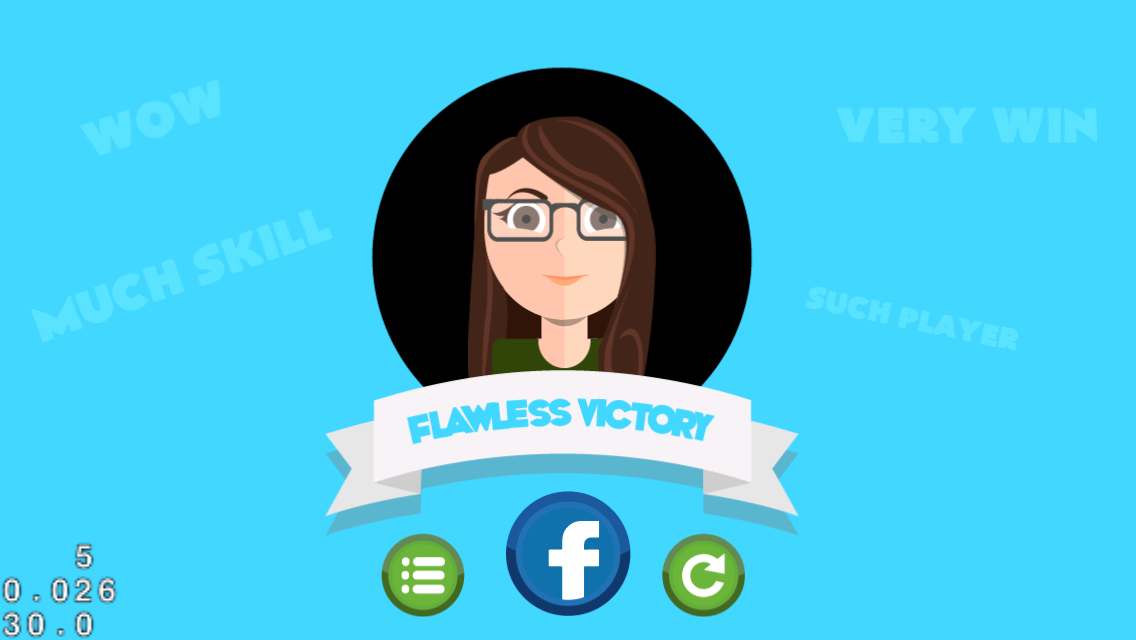 WOW
VERY WIN
MUCH SKILL
SUCH PLAYER
FLAWLESS VICTORY
f
5
0.026
30.0